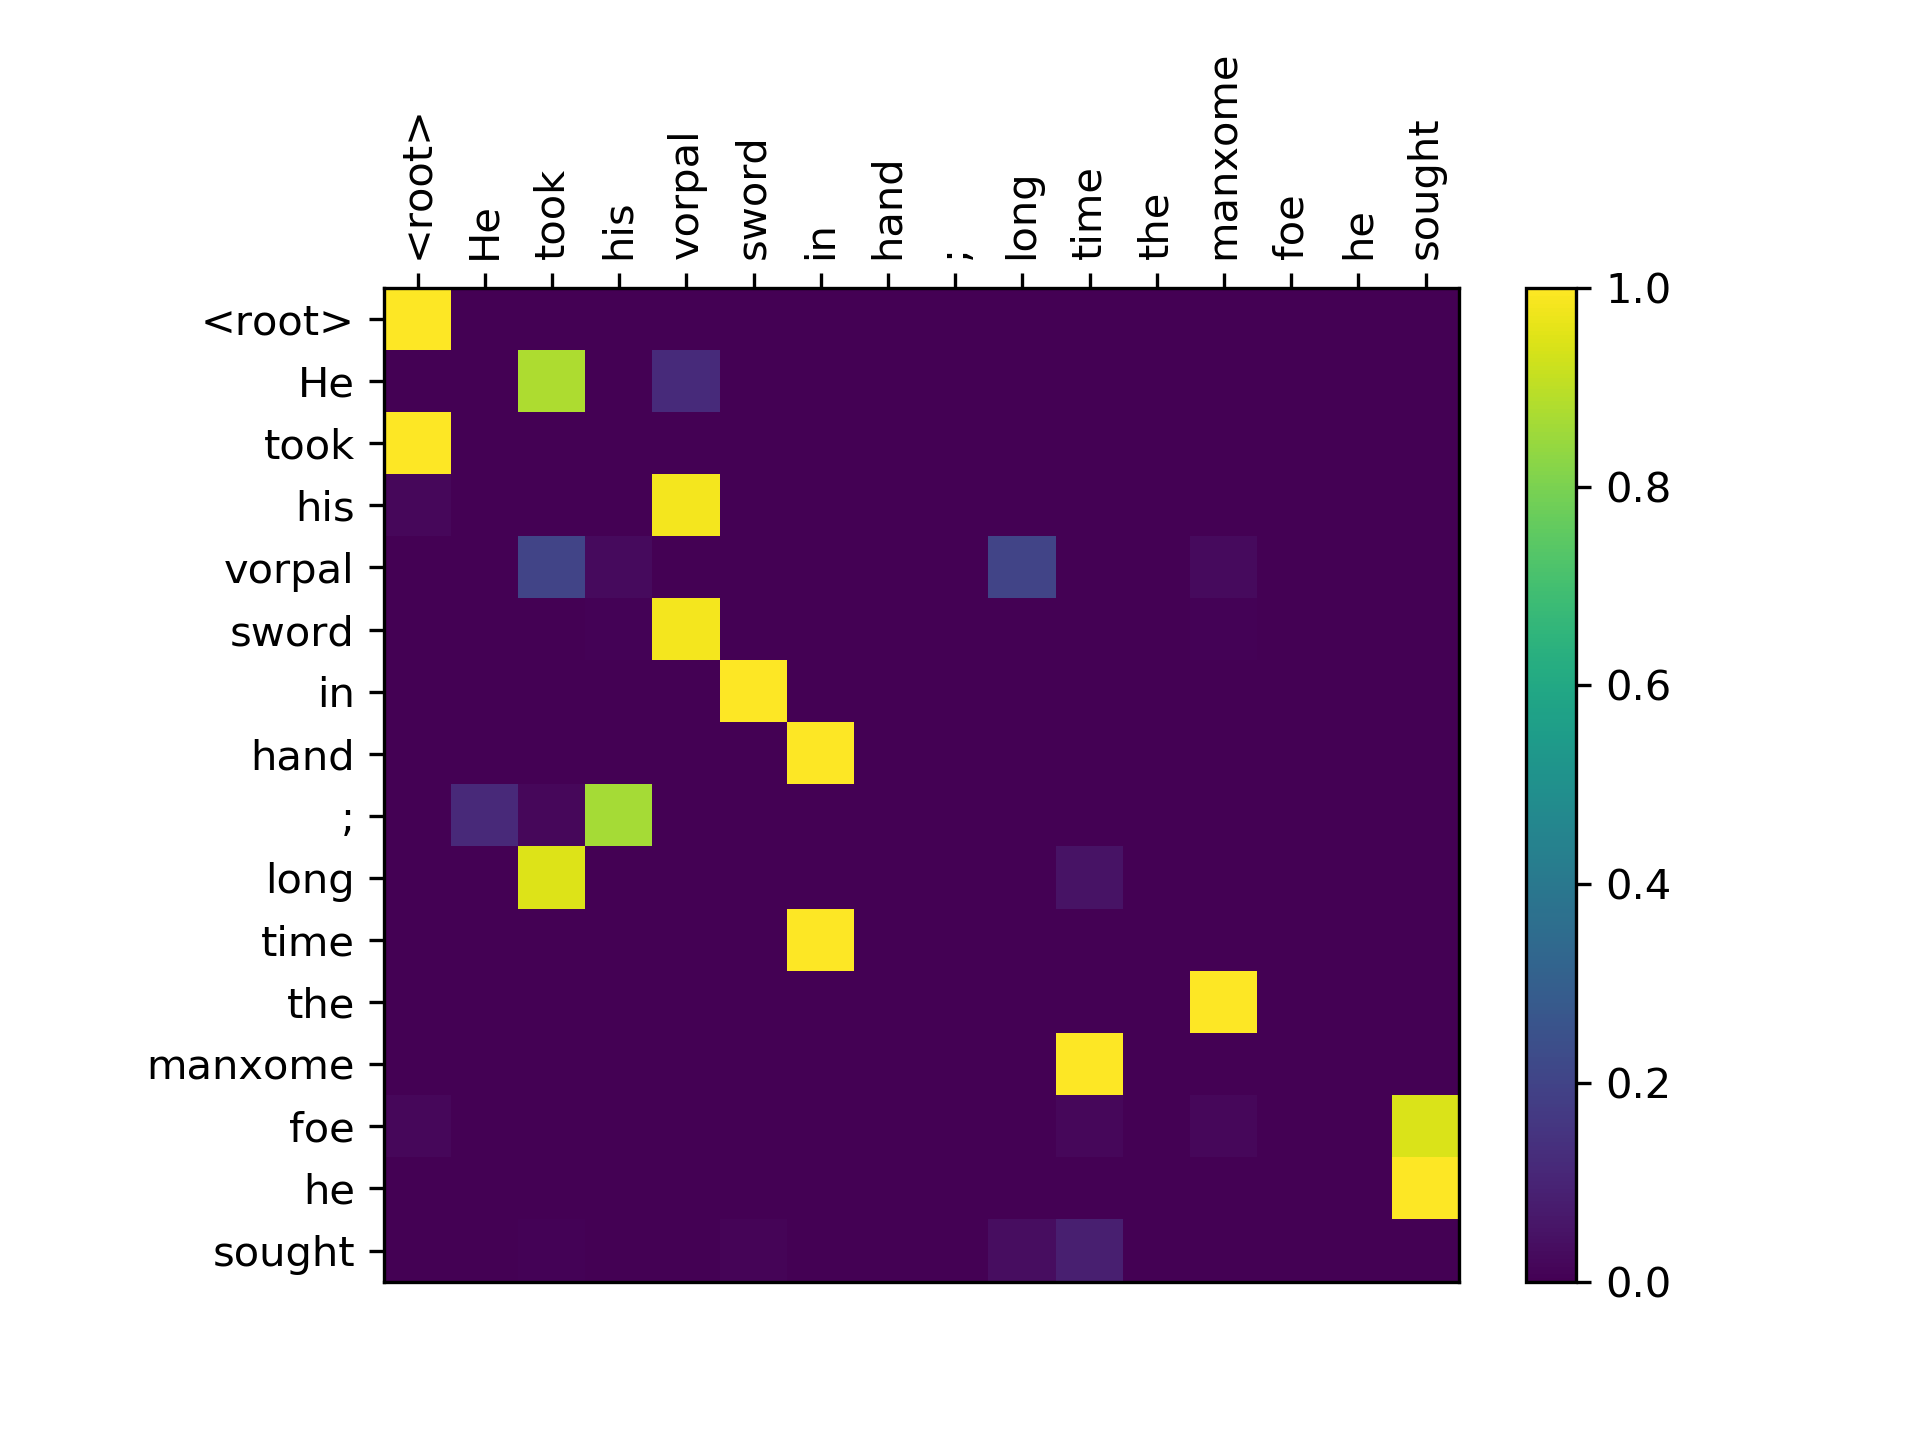 <root> He took his vorpal sword in hand ; long time the manxome foe he sought
<root>
He
took
his
vorpal
sword
in
hand
;
long
time
the
manxome
foe
he
sought
1.0
0.8
0.6
0.4
0.2
0.0